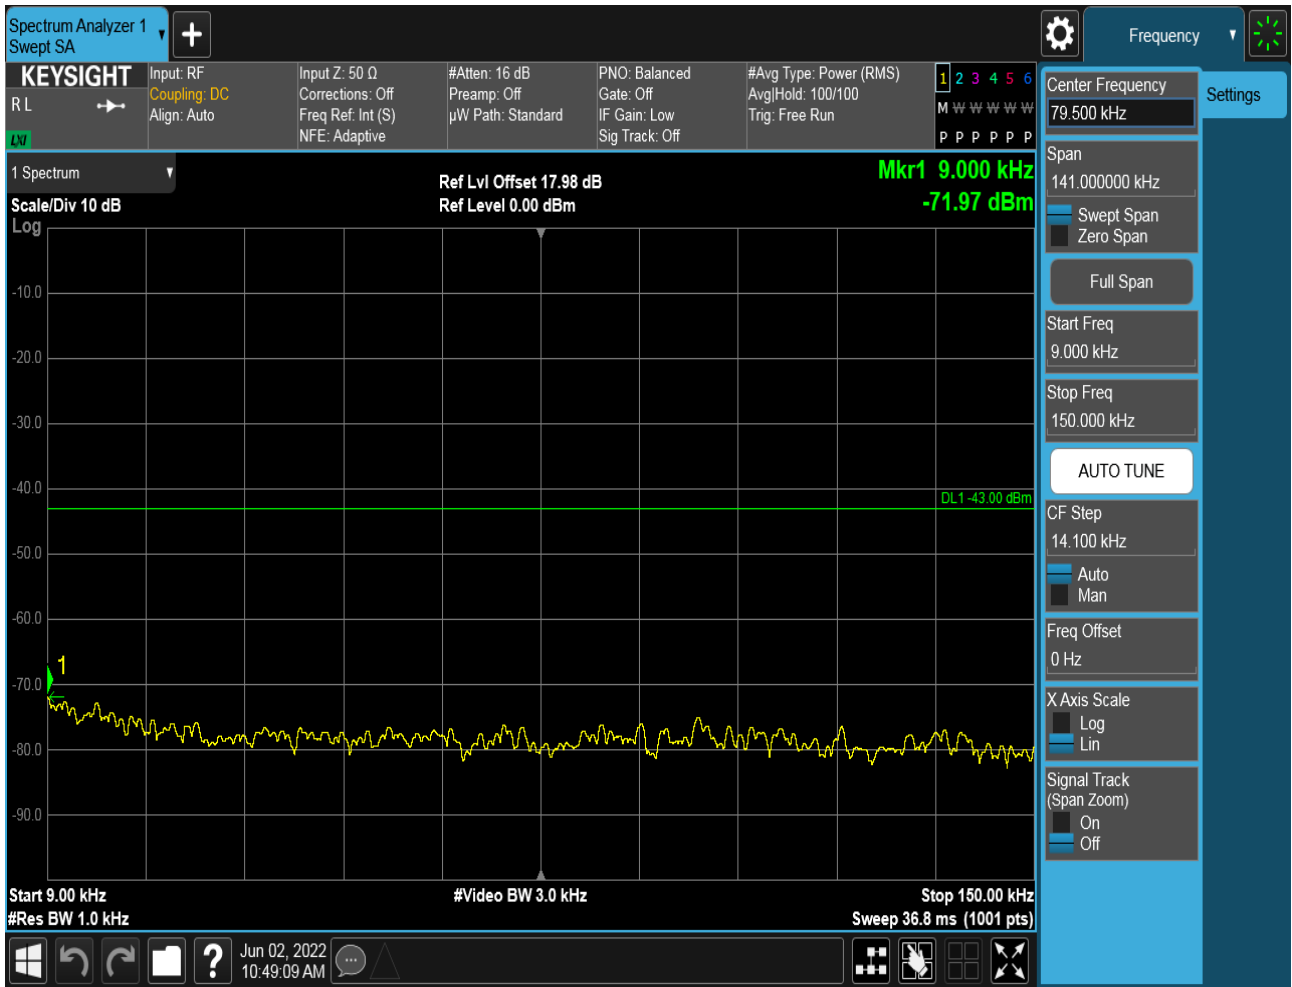 Spectrum Analyzer 1
Swept SA
Frequency
KEYSIGHT
R L
LXI
Input: RF
Coupling: DC
Align: Auto
Input Z: 50 Ω
Corrections: Off
Freq Ref: Int (S)
NFE: Adaptive
#Atten: 16 dB
Preamp: Off
µW Path: Standard
PNO: Balanced
Gate: Off
IF Gain: Low
Sig Track: Off
#Avg Type: Power (RMS)
Avg|Hold: 100/100
Trig: Free Run
1 2 3 4 5 6
M W W W W W
P P P P P P
1 Spectrum
Scale/Div 10 dB
Log
Ref Lvl Offset 17.98 dB
Ref Level 0.00 dBm
Mkr1 9.000 kHz
-71.97 dBm
-10.0
-20.0
-30.0
-40.0
DL1 -43.00 dBm
-50.0
-60.0
1
-70.0
-80.0
-90.0
Start 9.00 kHz
#Video BW 3.0 kHz
Stop 150.00 kHz
#Res BW 1.0 kHz
Sweep 36.8 ms (1001 pts)
Center Frequency
79.500 kHz
Settings
Span
141.000000 kHz
Swept Span
Zero Span
Full Span
Start Freq
9.000 kHz
Stop Freq
150.000 kHz
AUTO TUNE
CF Step
14.100 kHz
Auto
Man
Freq Offset
0 Hz
X Axis Scale
Log
Lin
Signal Track
(Span Zoom)
On
Off
?
Jun 02, 2022
10:49:09 AM